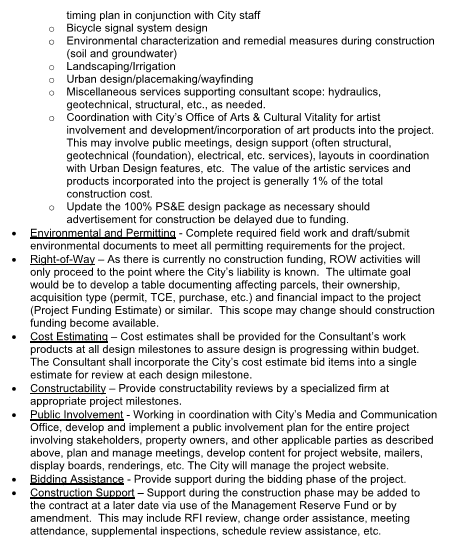 timing plan in conjunction with City staff
o Bicycle signal system design
o Environmental characterization and remedial measures during construction
(soil and groundwater)
o Landscaping/Irrigation
o Urban design/placemaking/wayfinding
o Miscellaneous services supporting consultant scope: hydraulics,
geotechnical, structural, etc., as needed.
o Coordination with City's Office of Arts & Cultural Vitality for artist
involvement and development/incorporation of art products into the project.
This may involve public meetings, design support (often structural,
geotechnical (foundation), electrical, etc. services), layouts in coordination
with Urban Design features, etc. The value of the artistic services and
products incorporated into the project is generally 1% of the total
construction cost.
o Update the 100% PS&E design package as necessary should
advertisement for construction be delayed due to funding.
• Environmental and Permitting - Complete required field work and draft/submit
environmental documents to meet all permitting requirements for the project.
• Right-of-Way – As there is currently no construction funding, ROW activities will
only proceed to the point where the City's liability is known. The ultimate goal
would be to develop a table documenting affecting parcels, their ownership,
acquisition type (permit, TCE, purchase, etc.) and financial impact to the project
(Project Funding Estimate) or similar. This scope may change should construction
funding become available.
• Cost Estimating – Cost estimates shall be provided for the Consultant's work
products at all design milestones to assure design is progressing within budget.
The Consultant shall incorporate the City's cost estimate bid items into a single
estimate for review at each design milestone.
• Constructability – Provide constructability reviews by a specialized firm at
appropriate project milestones.
• Public Involvement - Working in coordination with City's Media and Communication
Office, develop and implement a public involvement plan for the entire project
involving stakeholders, property owners, and other applicable parties as described
above, plan and manage meetings, develop content for project website, mailers,
display boards, renderings, etc. The City will manage the project website.
• Bidding Assistance - Provide support during the bidding phase of the project.
• Construction Support – Support during the construction phase may be added to
the contract at a later date via use of the Management Reserve Fund or by
amendment. This may include RFI review, change order assistance, meeting
attendance, supplemental inspections, schedule review assistance, etc.